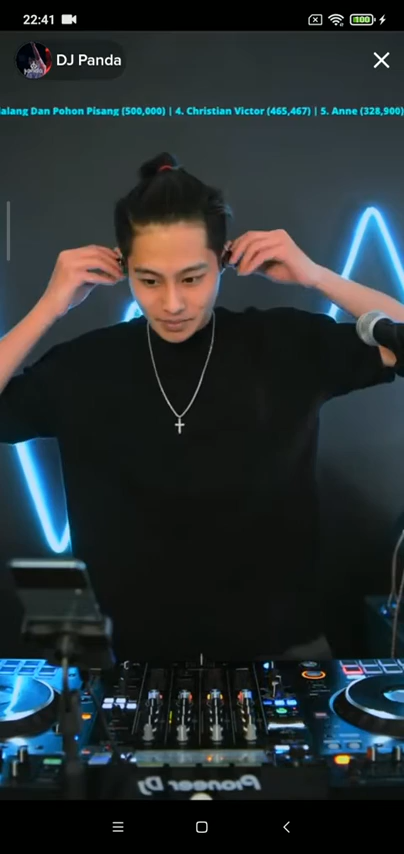 22:41
100
DJ Panda
alang Dan Pohon Pisang (500,000) | 4. Christian Victor (465,467) | 5. Anne (328,900)
Pioneer Dj